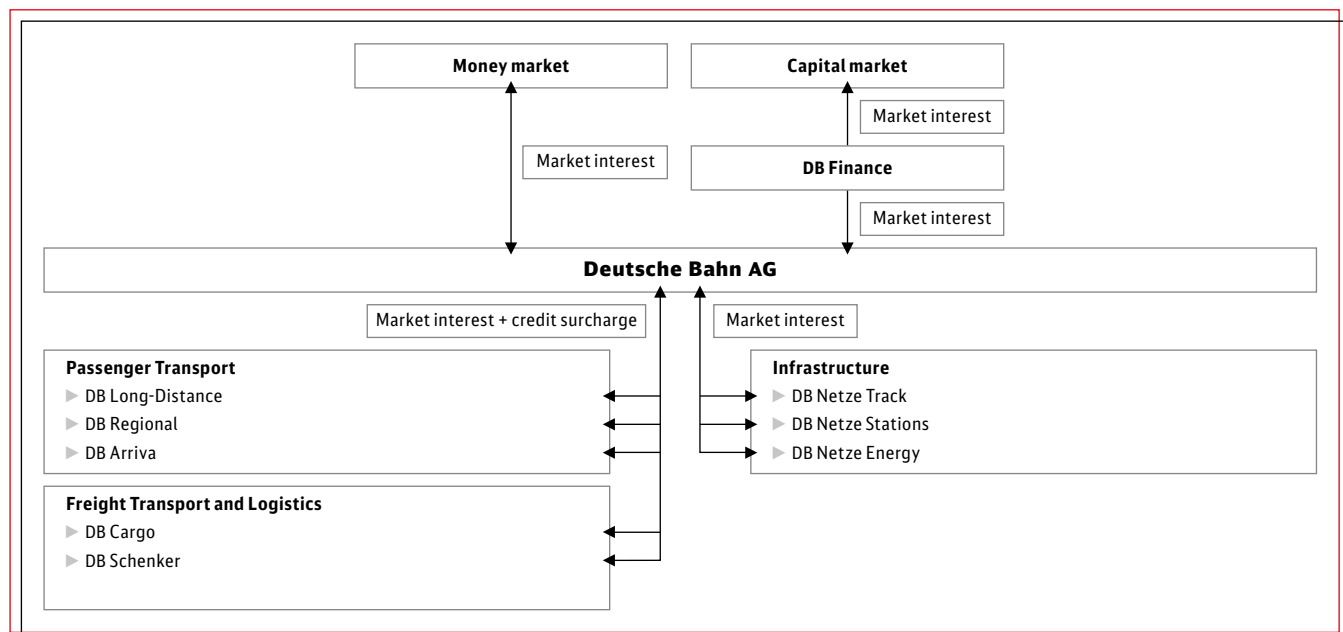 Money market
Capital market
Market interest
Market interest
DB Finance
Market interest
Deutsche Bahn AG
Market interest + credit surcharge
Market interest
Passenger Transport
DB Long-Distance
DB Regional
DB Arriva
Infrastructure
DB Netze Track
DB Netze Stations
DB Netze Energy
Freight Transport and Logistics
DB Cargo
DB Schenker